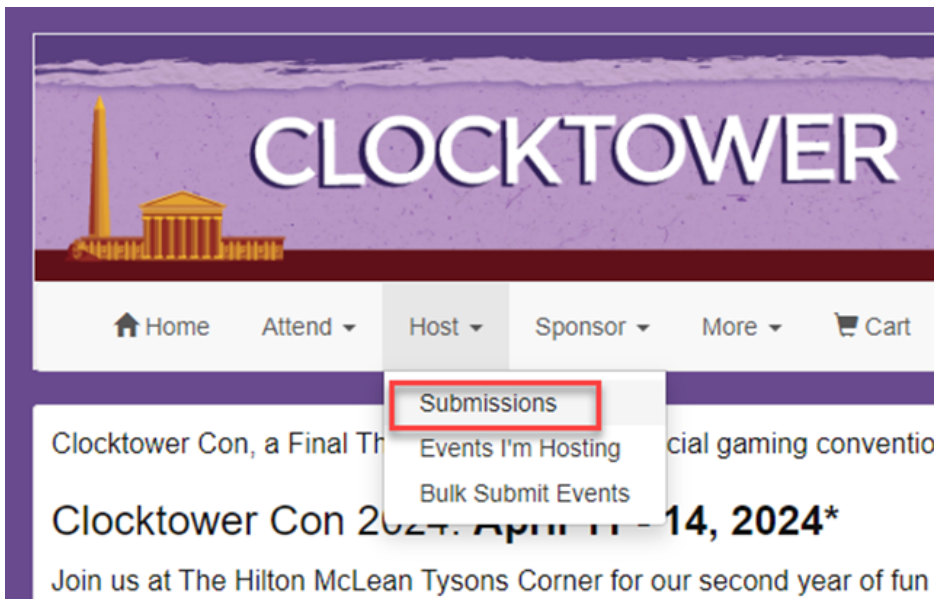 CLOCKTOWER
Home Attend Host Sponsor More Cart
Submissions
Events I'm Hosting
Bulk Submit Events
Clocktower Con, a Final Th cial gaming conventio
Clocktower Con 2024: April 11 - 14, 2024*
Join us at The Hilton McLean Tysons Corner for our second year of fun